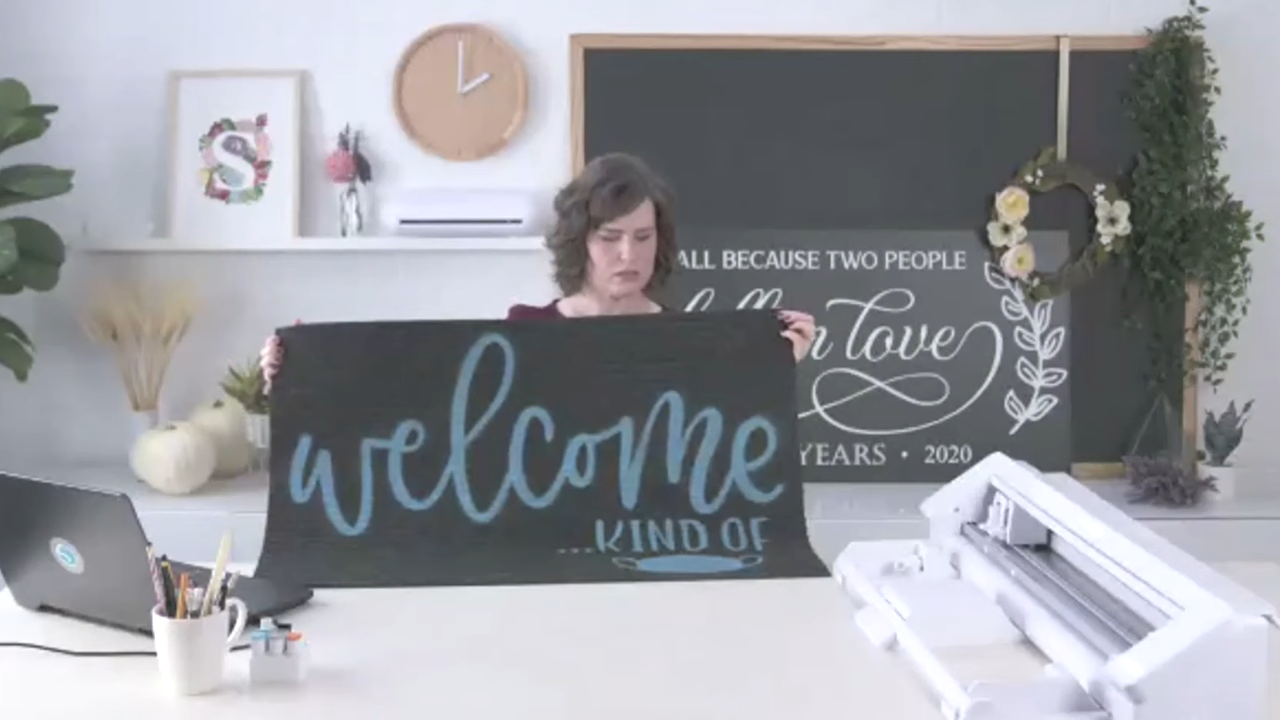 S
ALL BECAUSE TWO PEOPLE
love
YEARS • 2020
welcome
...KIND OF